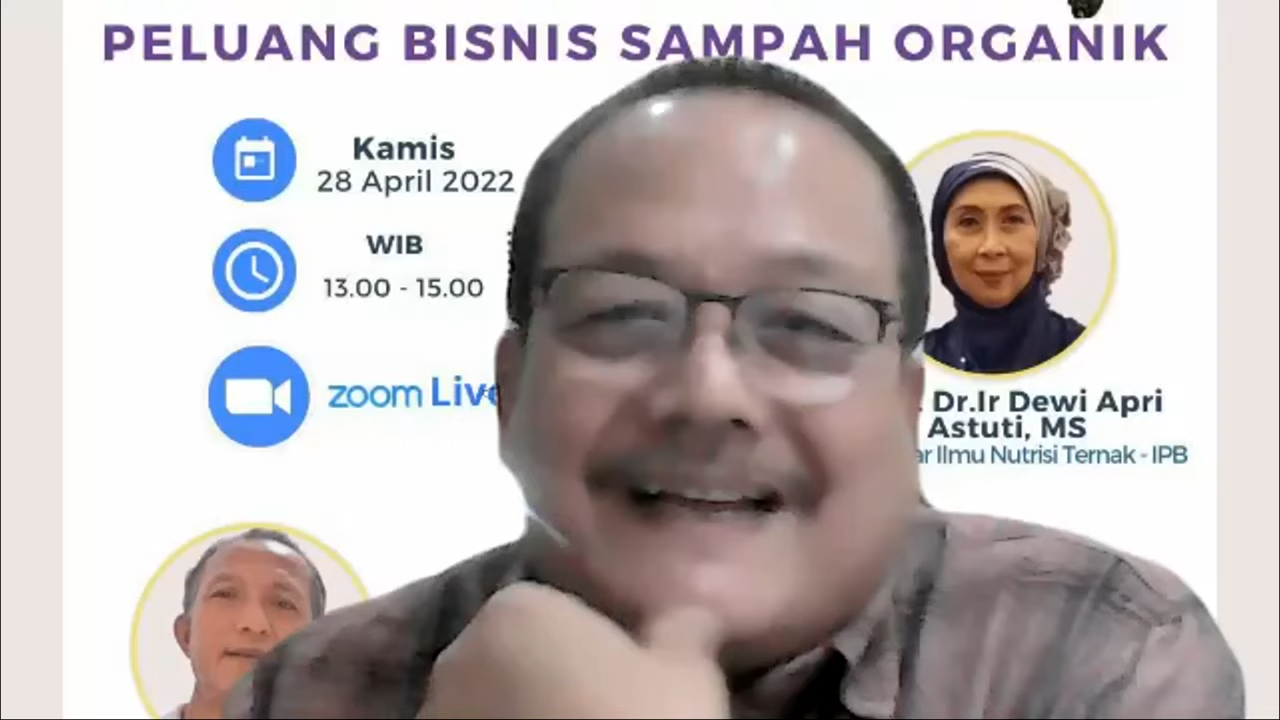 PELUANG BISNIS SAMPAH ORGANIK
Kamis
28 April 2022
WIB
13.00 - 15.00
zoom Live
Dr.Ir Dewi Apri
Astuti, MS
Ilmu Nutrisi Ternak - IPB